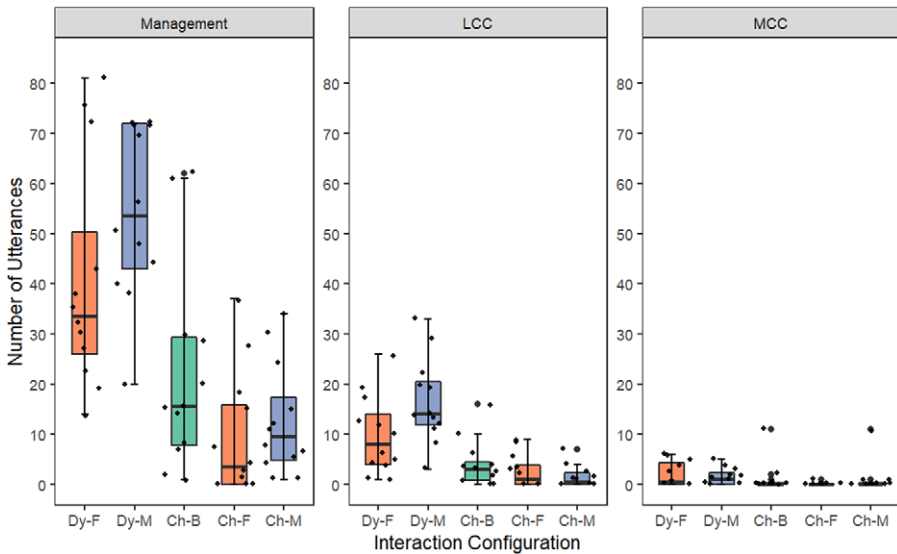 Management LCC MCC
Number of Utterances
80 80 80
70 70 70
60 60 60
50 50 50
40 40 40
30 30 30
20 20 20
10 10 10
0 0 0
Dy-F Dy-M Ch-B Ch-F Ch-M Dy-F Dy-M Ch-B Ch-F Ch-M Dy-F Dy-M Ch-B Ch-F Ch-M
Interaction Configuration